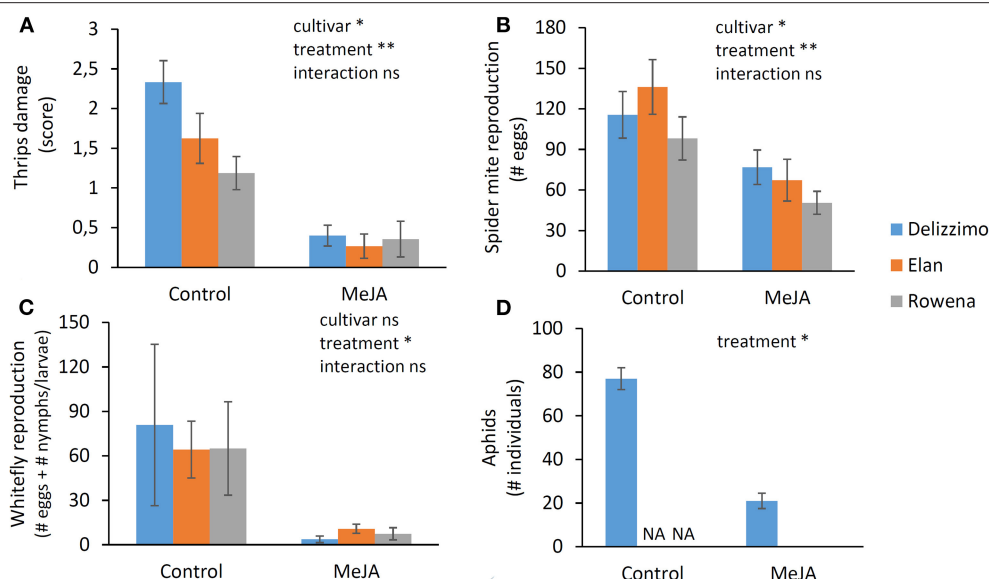 A
Thrips damage
(score)
3
2,5
2
1,5
1
0,5
0
cultivar *
treatment **
interaction ns
Control MeJA
B
Spider mite reproduction
(# eggs)
180
150
120
90
60
30
0
cultivar *
treatment **
interaction ns
Control MeJA
Delizzimo
Elan
Rowena
C
Whitefly reproduction
(# eggs + # nymphs/larvae)
150
120
90
60
30
0
cultivar ns
treatment *
interaction ns
Control MeJA
D
Aphids
(# individuals)
100
80
60
40
20
0
treatment *
NA NA
Control MeJA